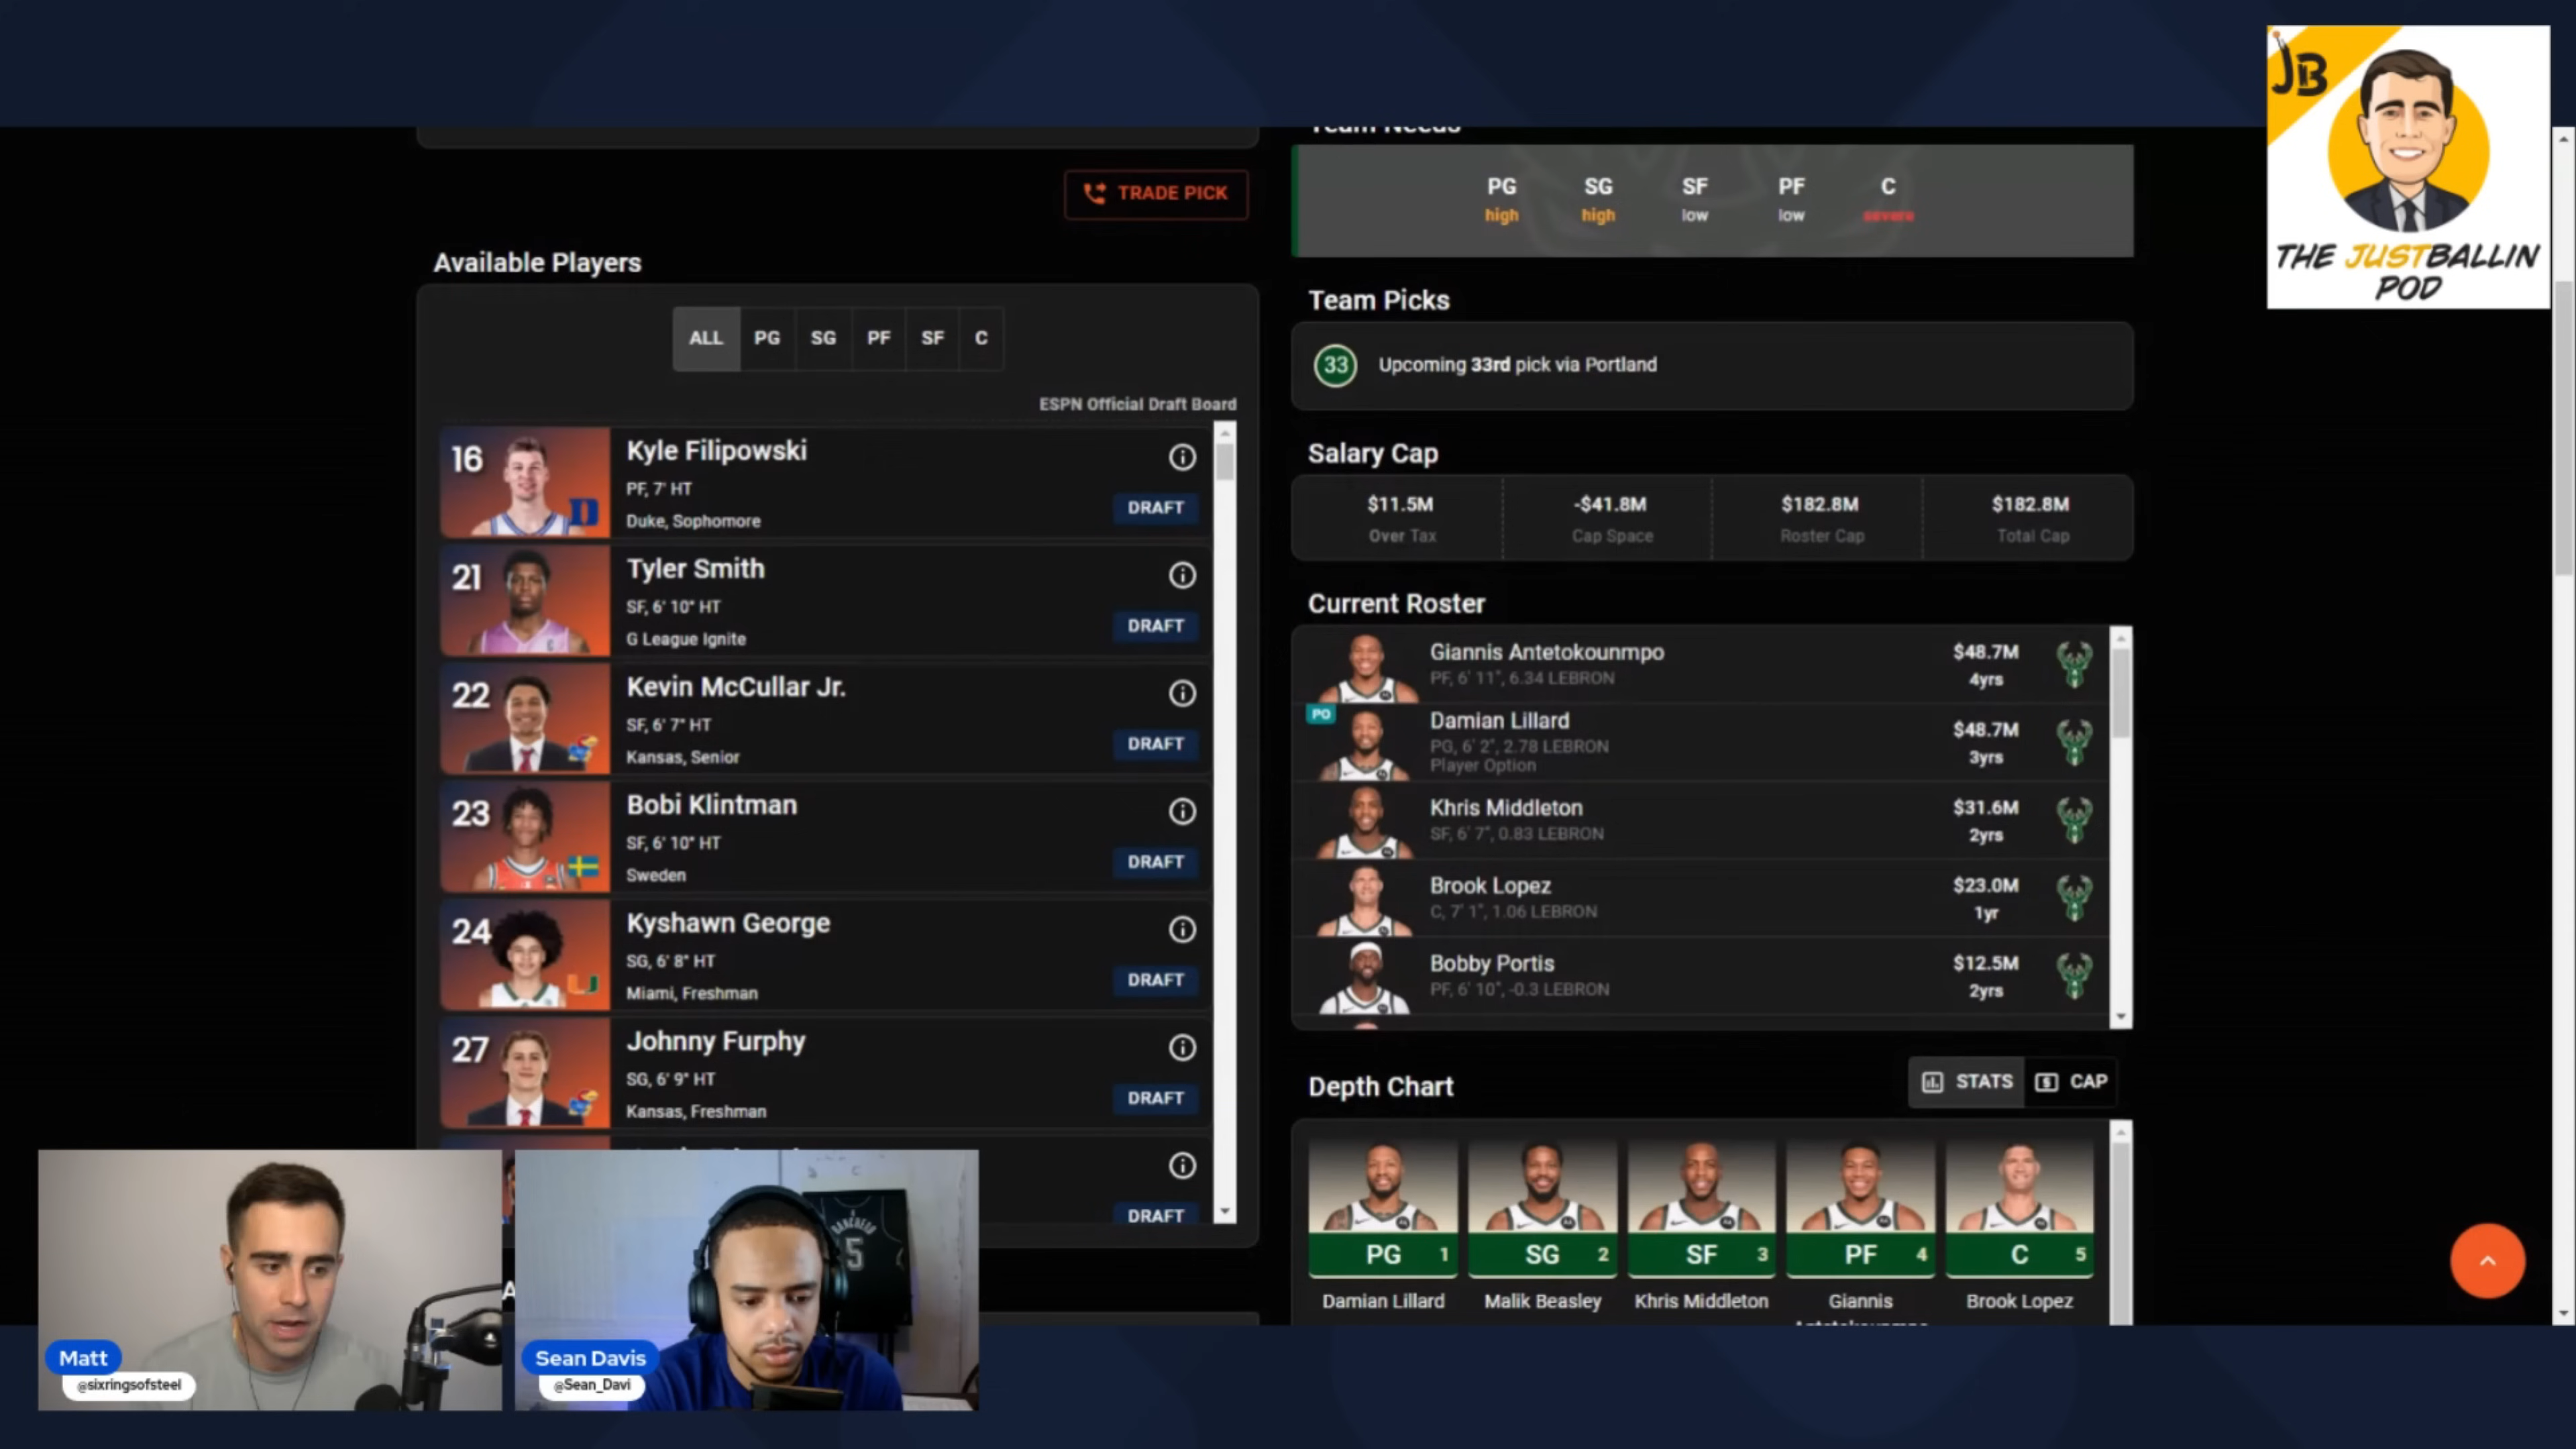 Team Needs
TRADE PICK
PG SG SF PF C
high high low low severe
Available Players
ALL PG SG PF SF C
ESPN Official Draft Board
16
Kyle Filipowski
PF, 7' HT
Duke, Sophomore
DRAFT
21
Tyler Smith
SF, 6' 10" HT
G League Ignite
DRAFT
22
Kevin McCullar Jr.
SF, 6' 7" HT
Kansas, Senior
DRAFT
23
Bobi Klintman
SF, 6' 10" HT
Sweden
DRAFT
24
Kyshawn George
SG, 6' 8" HT
Miami, Freshman
DRAFT
27
Johnny Furphy
SG, 6' 9" HT
Kansas, Freshman
DRAFT
DRAFT
Team Picks
33 Upcoming 33rd pick via Portland
Salary Cap
$11.5M -$41.8M $182.8M $182.8M
Over Tax Cap Space Roster Cap Total Cap
Current Roster
Giannis Antetokounmpo $48.7M
PF, 6' 11", 6.34 LEBRON 4yrs
PO
Damian Lillard $48.7M
PG, 6' 2", 2.78 LEBRON
Player Option 3yrs
Khris Middleton $31.6M
SF, 6' 7", 0.83 LEBRON 2yrs
Brook Lopez $23.0M
C, 7' 1", 1.06 LEBRON 1yr
Bobby Portis $12.5M
PF, 6' 10", -0.3 LEBRON 2yrs
Depth Chart
STATS CAP
PG 1 SG 2 SF 3 PF 4 C 5
Damian Lillard Malik Beasley Khris Middleton Giannis Brook Lopez
Antetokounmpo
JB
THE JUSTBALLIN
POD
Matt
@sixringsofsteel
BANCHERO
5
Sean Davis
@Sean_Davi